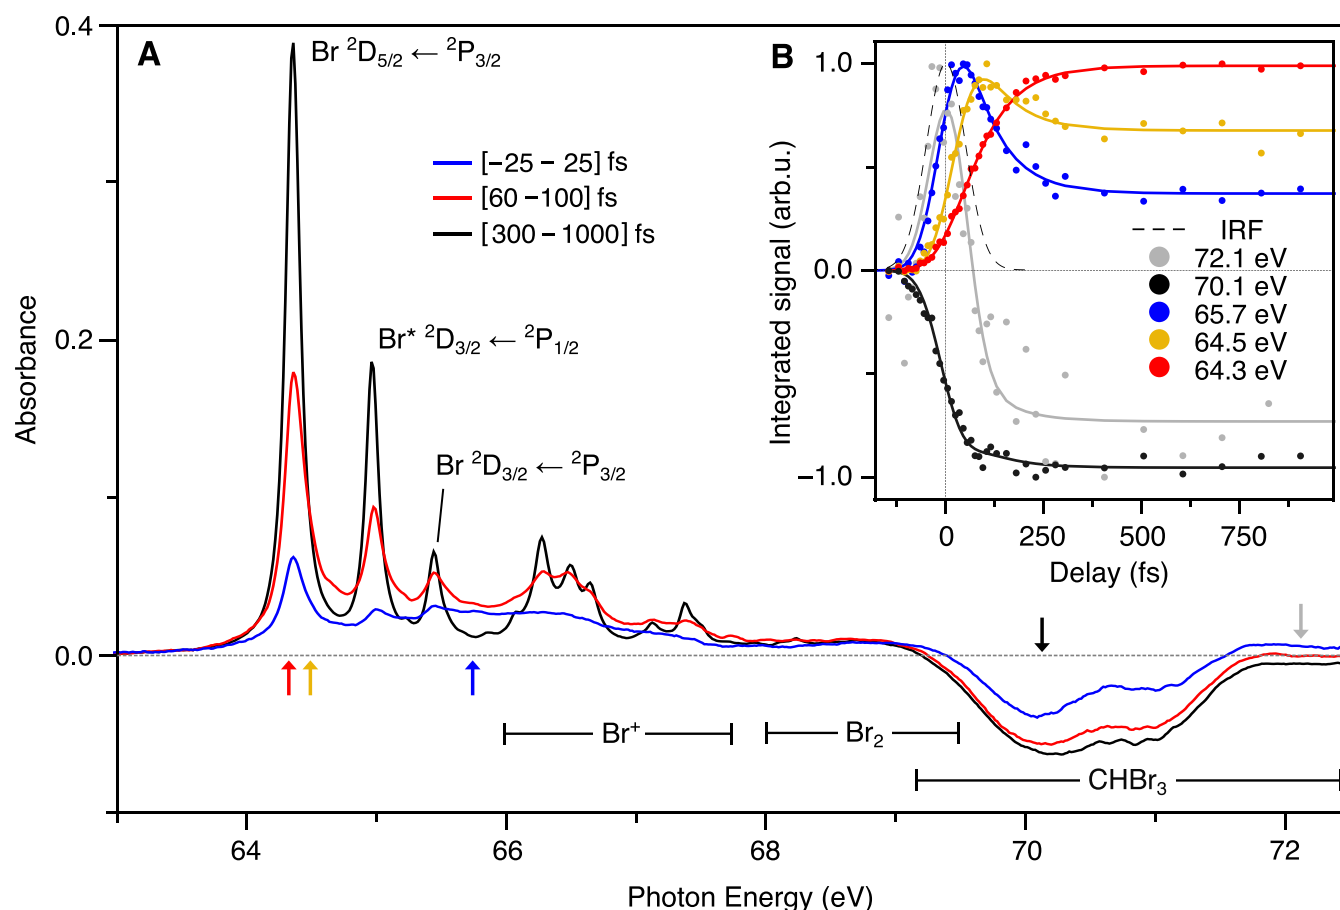 A
Br ²D₅/₂ ← ²P₃/₂
[−25 − 25] fs
[60 − 100] fs
[300 − 1000] fs
Br* ²D₃/₂ ← ²P₁/₂
Br ²D₃/₂ ← ²P₃/₂
Br⁺
Br₂
CHBr₃
0.4
0.2
0.0
Absorbance
64
66
68
70
72
Photon Energy (eV)
B
1.0
0.0
−1.0
Integrated signal (arb.u.)
IRF
72.1 eV
70.1 eV
65.7 eV
64.5 eV
64.3 eV
0
250
500
750
Delay (fs)